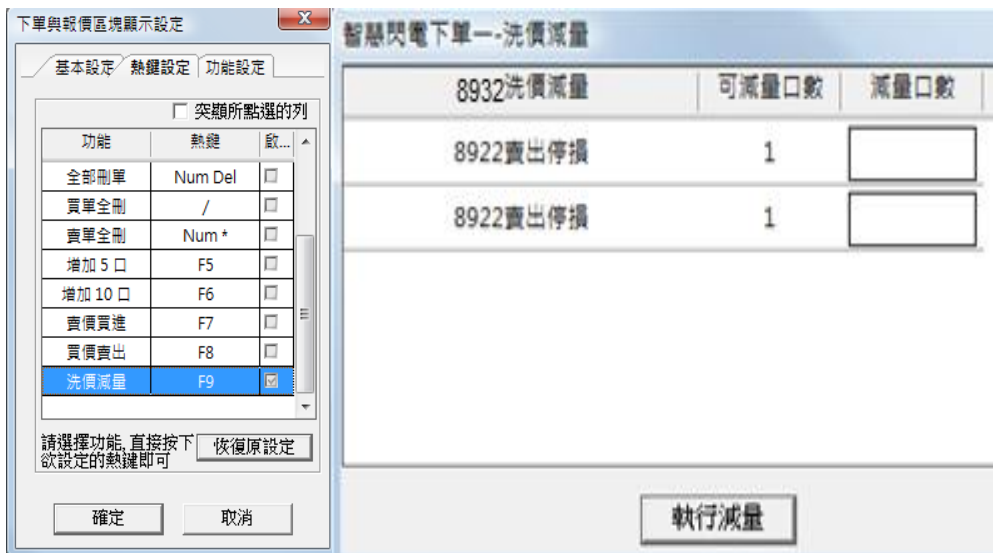 下單與報價區塊顯示設定
基本設定 熱鍵設定 功能設定
突顯所點選的列
功能 熱鍵 啟...
全部刪單 Num Del
買單全刪 /
賣單全刪 Num *
增加 5 口 F5
增加 10 口 F6
賣價買進 F7
買價賣出 F8
洗價減量 F9
請選擇功能, 直接按下
欲設定的熱鍵即可
恢復原設定
確定 取消
智慧閃電下單一-洗價減量
8932洗價減量 可減量口數 減量口數
8922賣出停損 1
8922賣出停損 1
執行減量